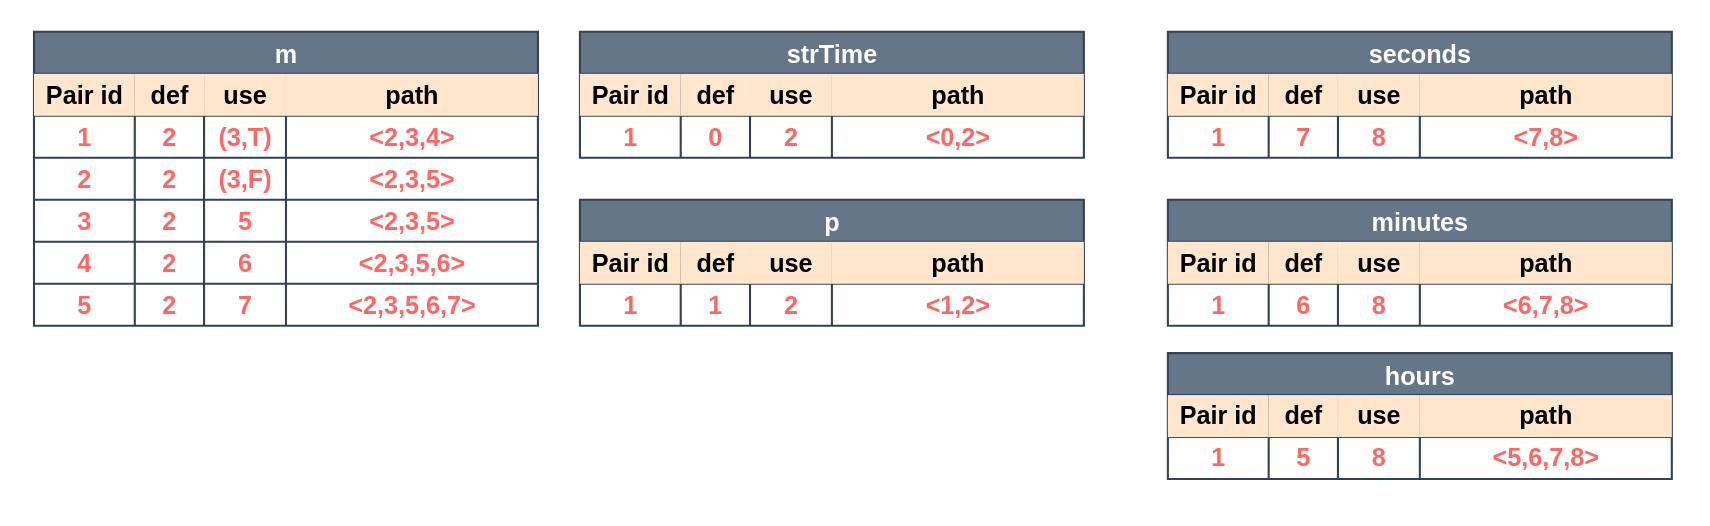 m
Pair id def use path
1 2 (3,T) <2,3,4>
2 2 (3,F) <2,3,5>
3 2 5 <2,3,5>
4 2 6 <2,3,5,6>
5 2 7 <2,3,5,6,7>
strTime
Pair id def use path
1 0 2 <0,2>
p
Pair id def use path
1 1 2 <1,2>
seconds
Pair id def use path
1 7 8 <7,8>
minutes
Pair id def use path
1 6 8 <6,7,8>
hours
Pair id def use path
1 5 8 <5,6,7,8>